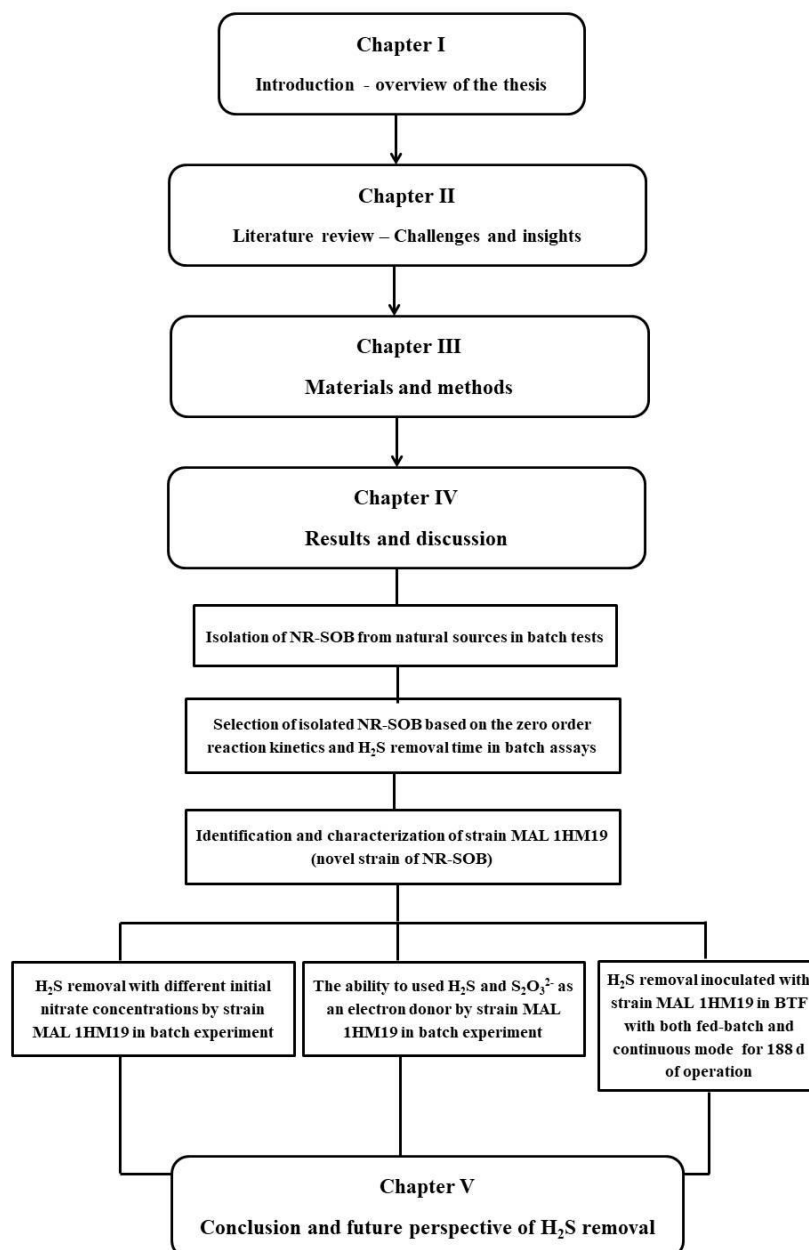 Chapter I
Introduction - overview of the thesis
Chapter II
Literature review – Challenges and insights
Chapter III
Materials and methods
Chapter IV
Results and discussion
Isolation of NR-SOB from natural sources in batch tests
Selection of isolated NR-SOB based on the zero order
reaction kinetics and H₂S removal time in batch assays
Identification and characterization of strain MAL 1HM19
(novel strain of NR-SOB)
H₂S removal with different initial
nitrate concentrations by strain
MAL 1HM19 in batch experiment
The ability to used H₂S and S₂O₃²⁻ as
an electron donor by strain MAL
1HM19 in batch experiment
H₂S removal inoculated with
strain MAL 1HM19 in BTF
with both fed-batch and
continuous mode for 188 d
of operation
Chapter V
Conclusion and future perspective of H₂S removal